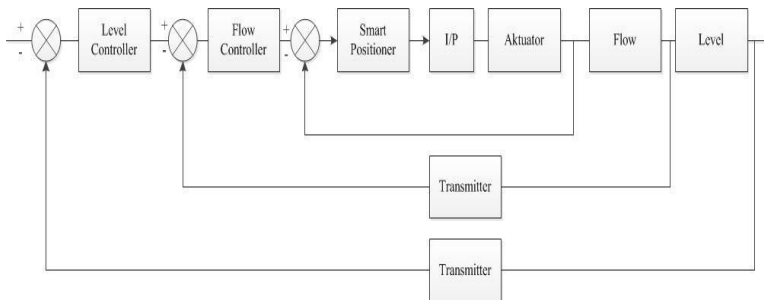 +
-
Level
Controller
+
-
Flow
Controller
+
-
Smart
Positioner
I/P
Aktuator
Flow
Level
Transmitter
Transmitter